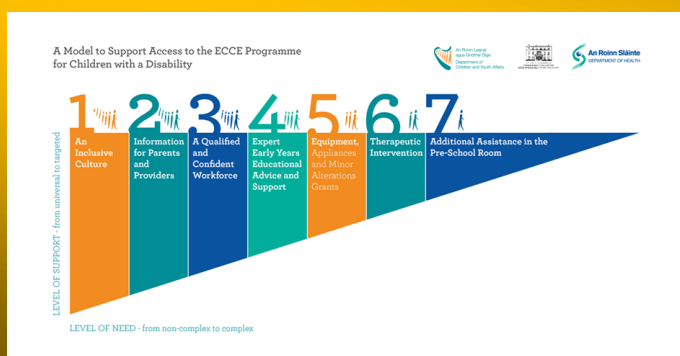 A Model to Support Access to the ECCE Programme
for Children with a Disability
An Roinn Leanaí
agus Gnóthaí Óige
Department of
Children and Youth Affairs
An Roinn Sláinte
DEPARTMENT OF HEALTH
1
2
3
4
5
6
7
An
Inclusive
Culture
Information
for Parents
and
Providers
A Qualified
and
Confident
Workforce
Expert
Early Years
Educational
Advice and
Support
Equipment,
Appliances
and Minor
Alterations
Grants
Therapeutic
Intervention
Additional Assistance in the
Pre-School Room
LEVEL OF SUPPORT - from universal to targeted
LEVEL OF NEED - from non-complex to complex